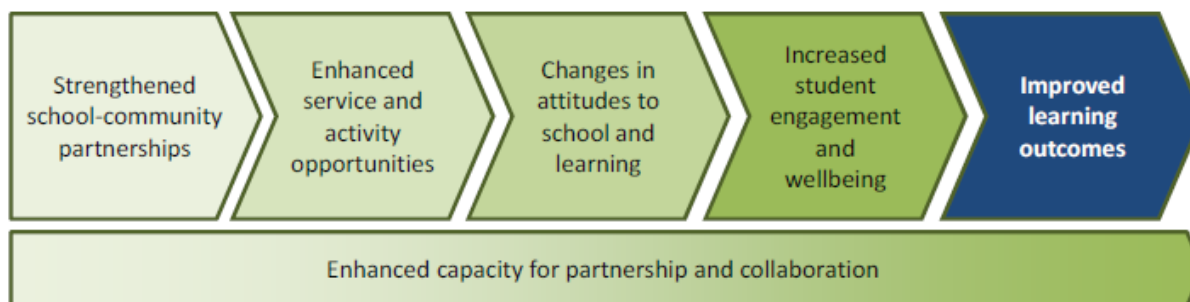 Strengthened
school-community
partnerships
Enhanced
service and
activity
opportunities
Changes in
attitudes to
school and
learning
Increased
student
engagement
and
wellbeing
Improved
learning
outcomes
Enhanced capacity for partnership and collaboration